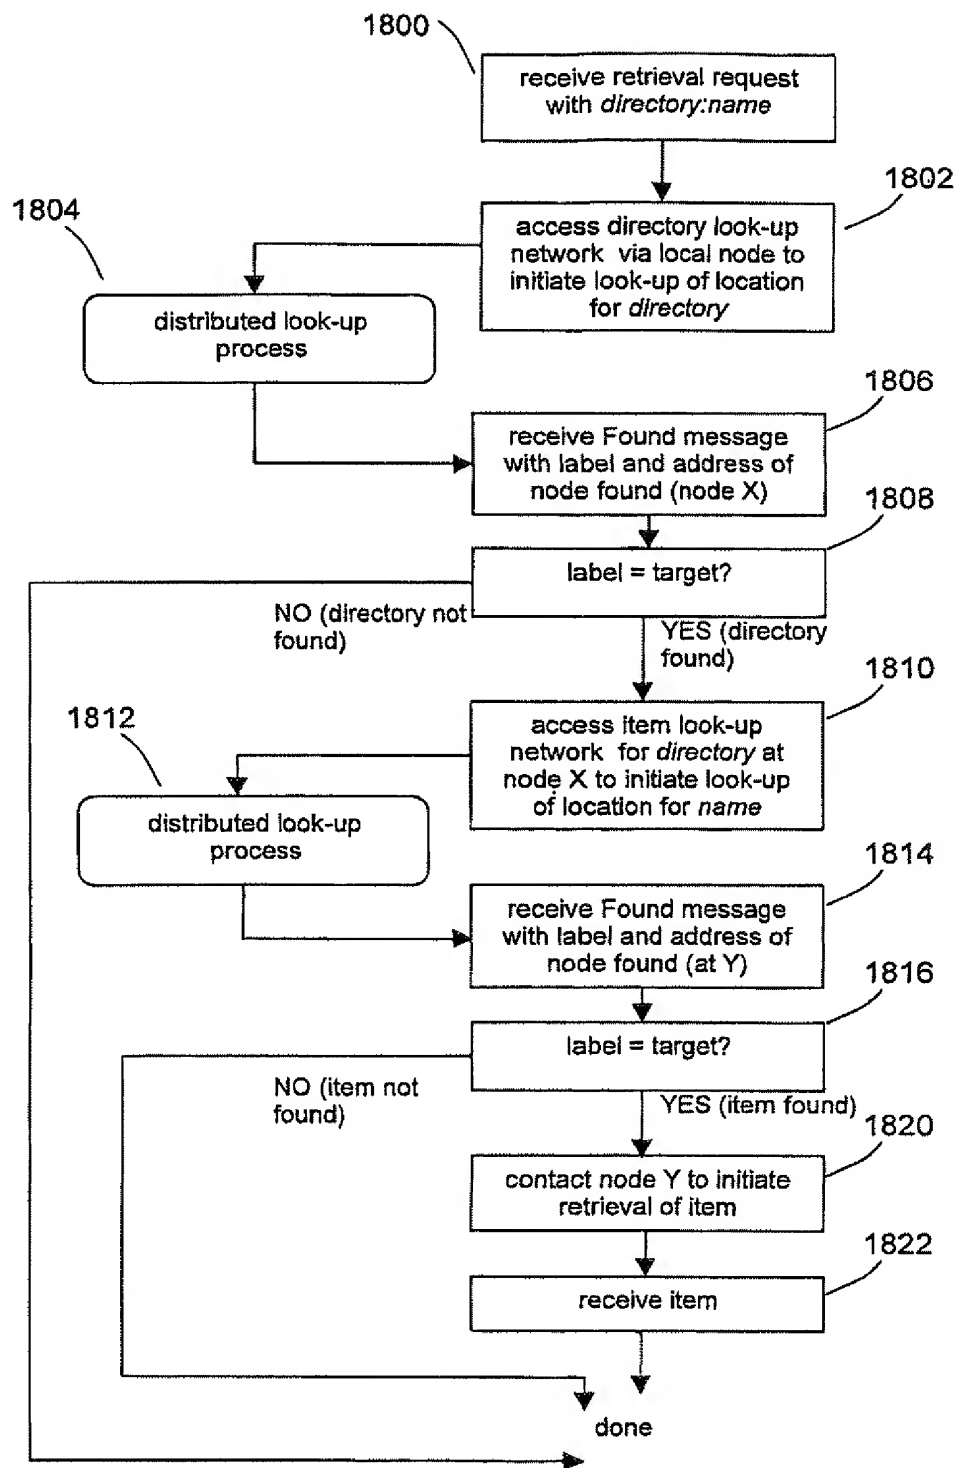 1800
receive retrieval request
with directory:name
1802
access directory look-up
network via local node to
initiate look-up of location
for directory
1804
distributed look-up
process
1806
receive Found message
with label and address of
node found (node X)
1808
label = target?
NO (directory not
found)
YES (directory
found)
1810
access item look-up
network for directory at
node X to initiate look-up
of location for name
1812
distributed look-up
process
1814
receive Found message
with label and address of
node found (at Y)
1816
label = target?
NO (item not
found)
YES (item found)
1820
contact node Y to initiate
retrieval of item
1822
receive item
done